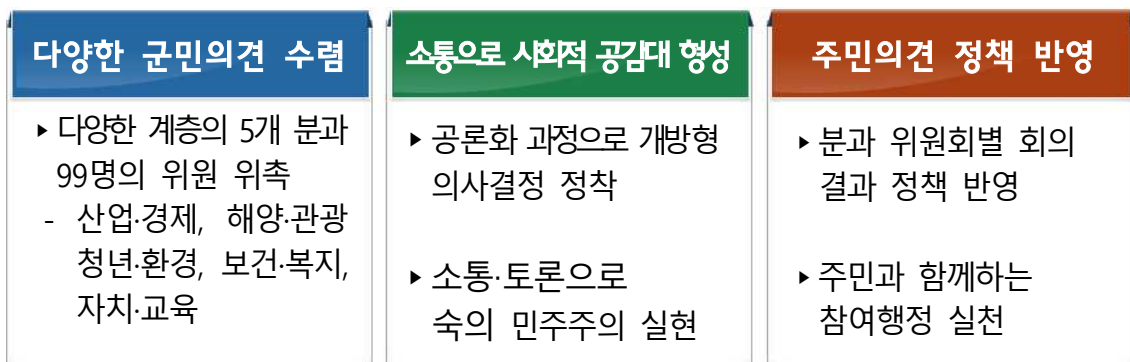 다양한 군민의견 수렴
▸다양한 계층의 5개 분과
99명의 위원 위촉
- 산업·경제, 해양·관광
청년·환경, 보건·복지,
자치·교육
소통으로 사회적 공감대 형성
▸공론화 과정으로 개방형
의사결정 정착
▸소통·토론으로
숙의 민주주의 실현
주민의견 정책 반영
▸분과 위원회별 회의
결과 정책 반영
▸주민과 함께하는
참여행정 실천